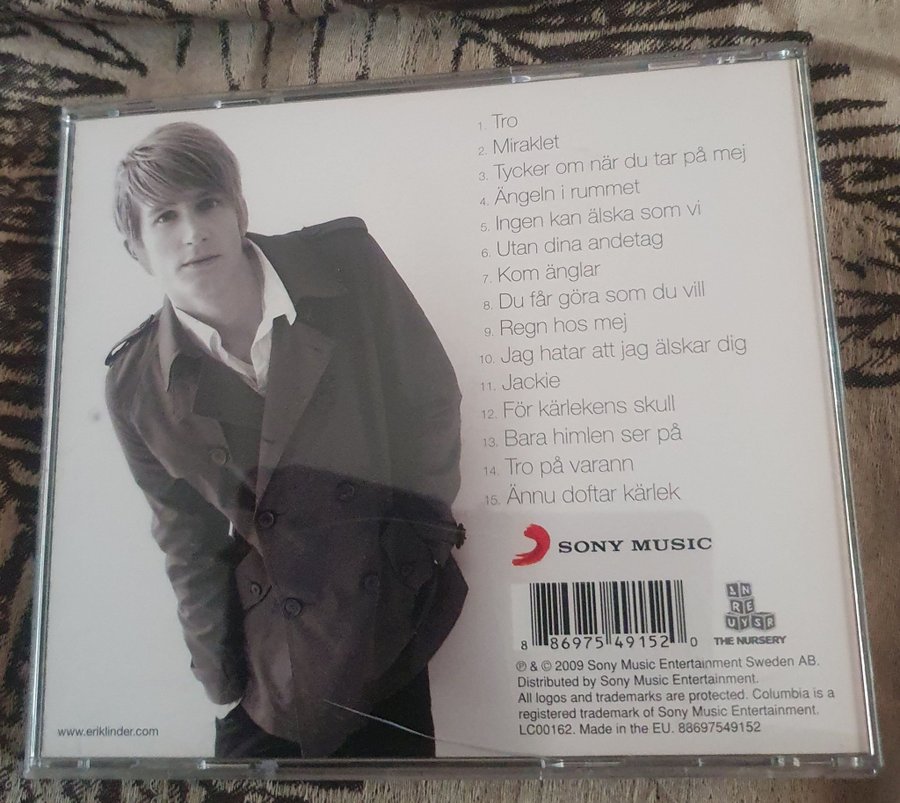 1. Tro
2. Miraklet
3. Tycker om när du tar på mej
4. Ängeln i rummet
5. Ingen kan älska som vi
6. Utan dina andetag
7. Kom änglar
8. Du får göra som du vill
9. Regn hos mej
10. Jag hatar att jag älskar dig
11. Jackie
12. För kärlekens skull
13. Bara himlen ser på
14. Tro på varann
15. Ännu doftar kärlek
SONY MUSIC
8 86975 49152 0
THE NURSERY
℗ & © 2009 Sony Music Entertainment Sweden AB.
Distributed by Sony Music Entertainment.
All logos and trademarks are protected. Columbia is a
registered trademark of Sony Music Entertainment.
LC00162. Made in the EU. 88697549152
www.eriklinder.com